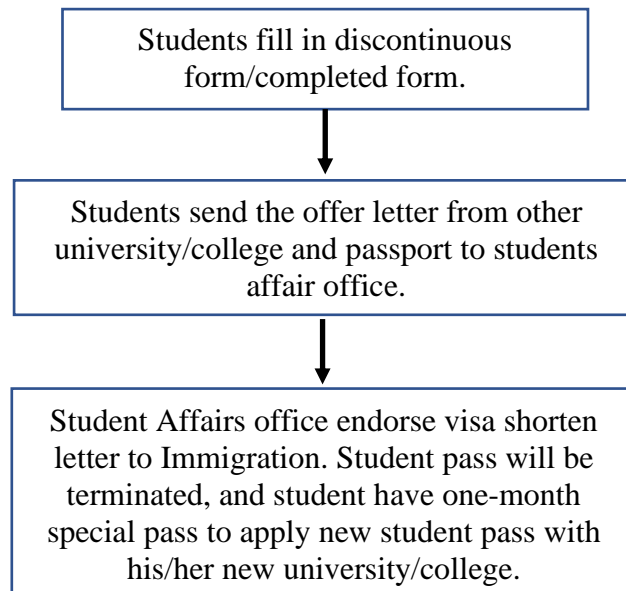 Students fill in discontinuous
form/completed form.
Students send the offer letter from other
university/college and passport to students
affair office.
Student Affairs office endorse visa shorten
letter to Immigration. Student pass will be
terminated, and student have one-month
special pass to apply new student pass with
his/her new university/college.